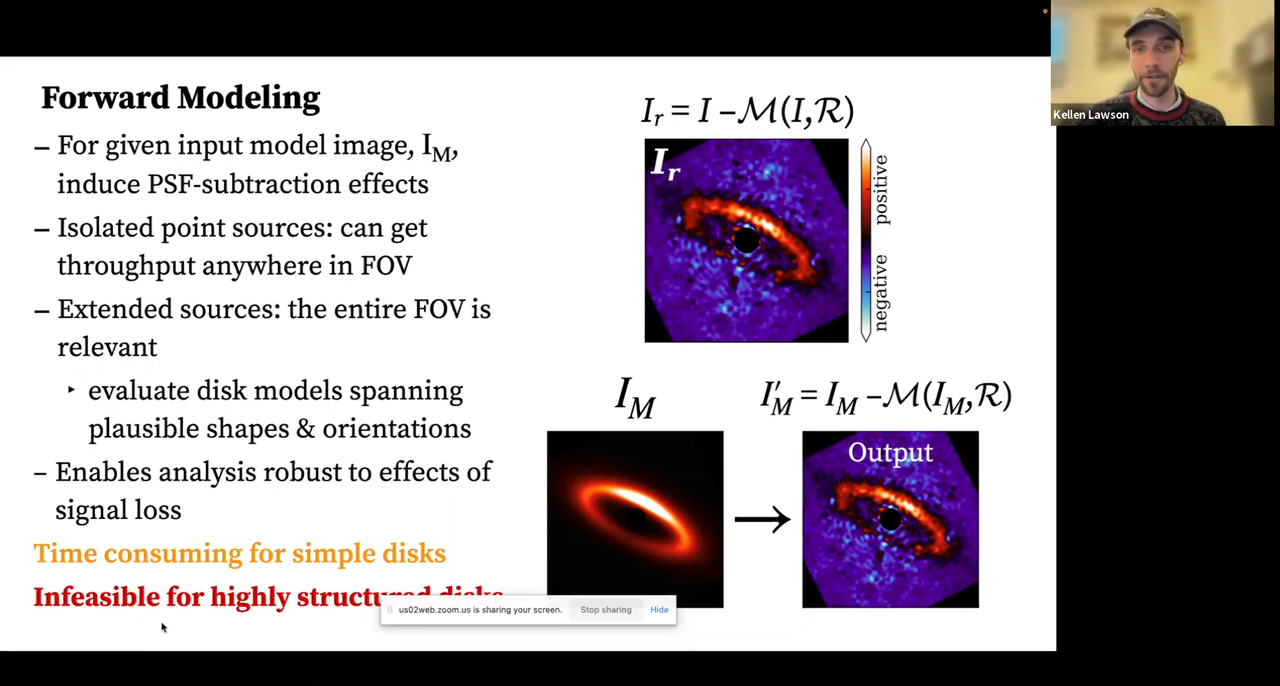 Forward Modeling
– For given input model image, I_M,
induce PSF-subtraction effects
– Isolated point sources: can get
throughput anywhere in FOV
– Extended sources: the entire FOV is
relevant
‣ evaluate disk models spanning
plausible shapes & orientations
– Enables analysis robust to effects of
signal loss
Time consuming for simple disks
Infeasible for highly structured disks
I_r = I – ℳ(I,ℛ)
I_r
positive
negative
I_M
I′_M = I_M – ℳ(I_M,ℛ)
Output
us02web.zoom.us is sharing your screen.
Stop sharing
Hide
Kellen Lawson